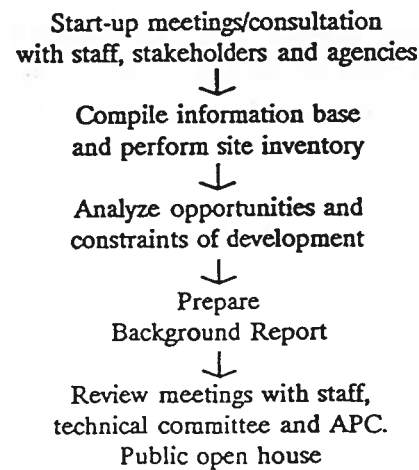 Start-up meetings/consultation
with staff, stakeholders and agencies
Compile information base
and perform site inventory
Analyze opportunities and
constraints of development
Prepare
Background Report
Review meetings with staff,
technical committee and APC.
Public open house